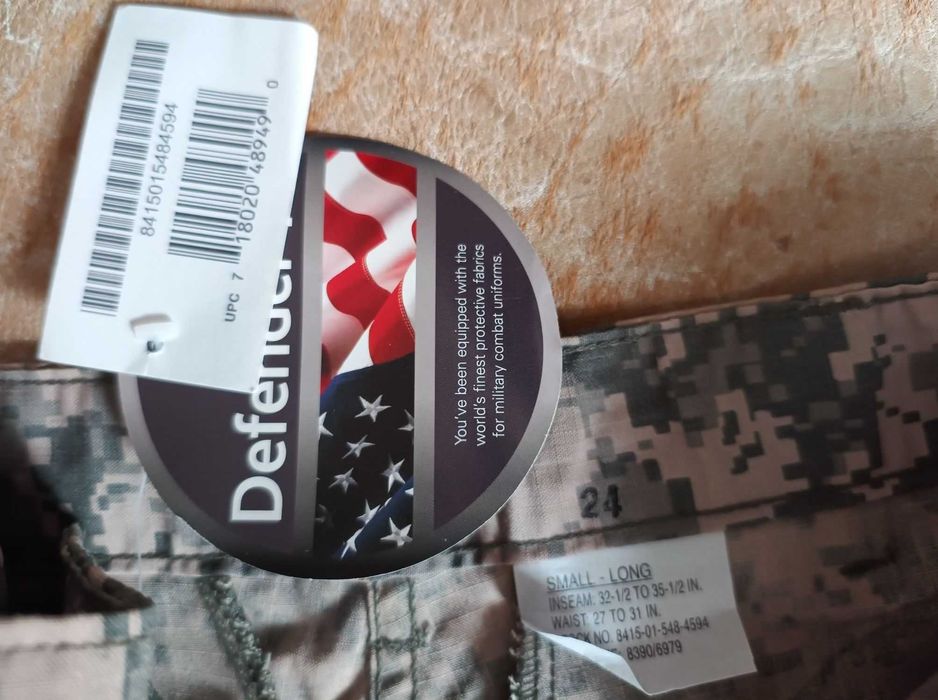 8415015484594
UPC 7 18020 48949 0
Defender
You've been equipped with the
world's finest protective fabrics
for military combat uniforms.
24
SMALL - LONG
INSEAM: 32-1/2 TO 35-1/2 IN.
WAIST 27 TO 31 IN.
NO. 8415-01-548-4594
8390/6979